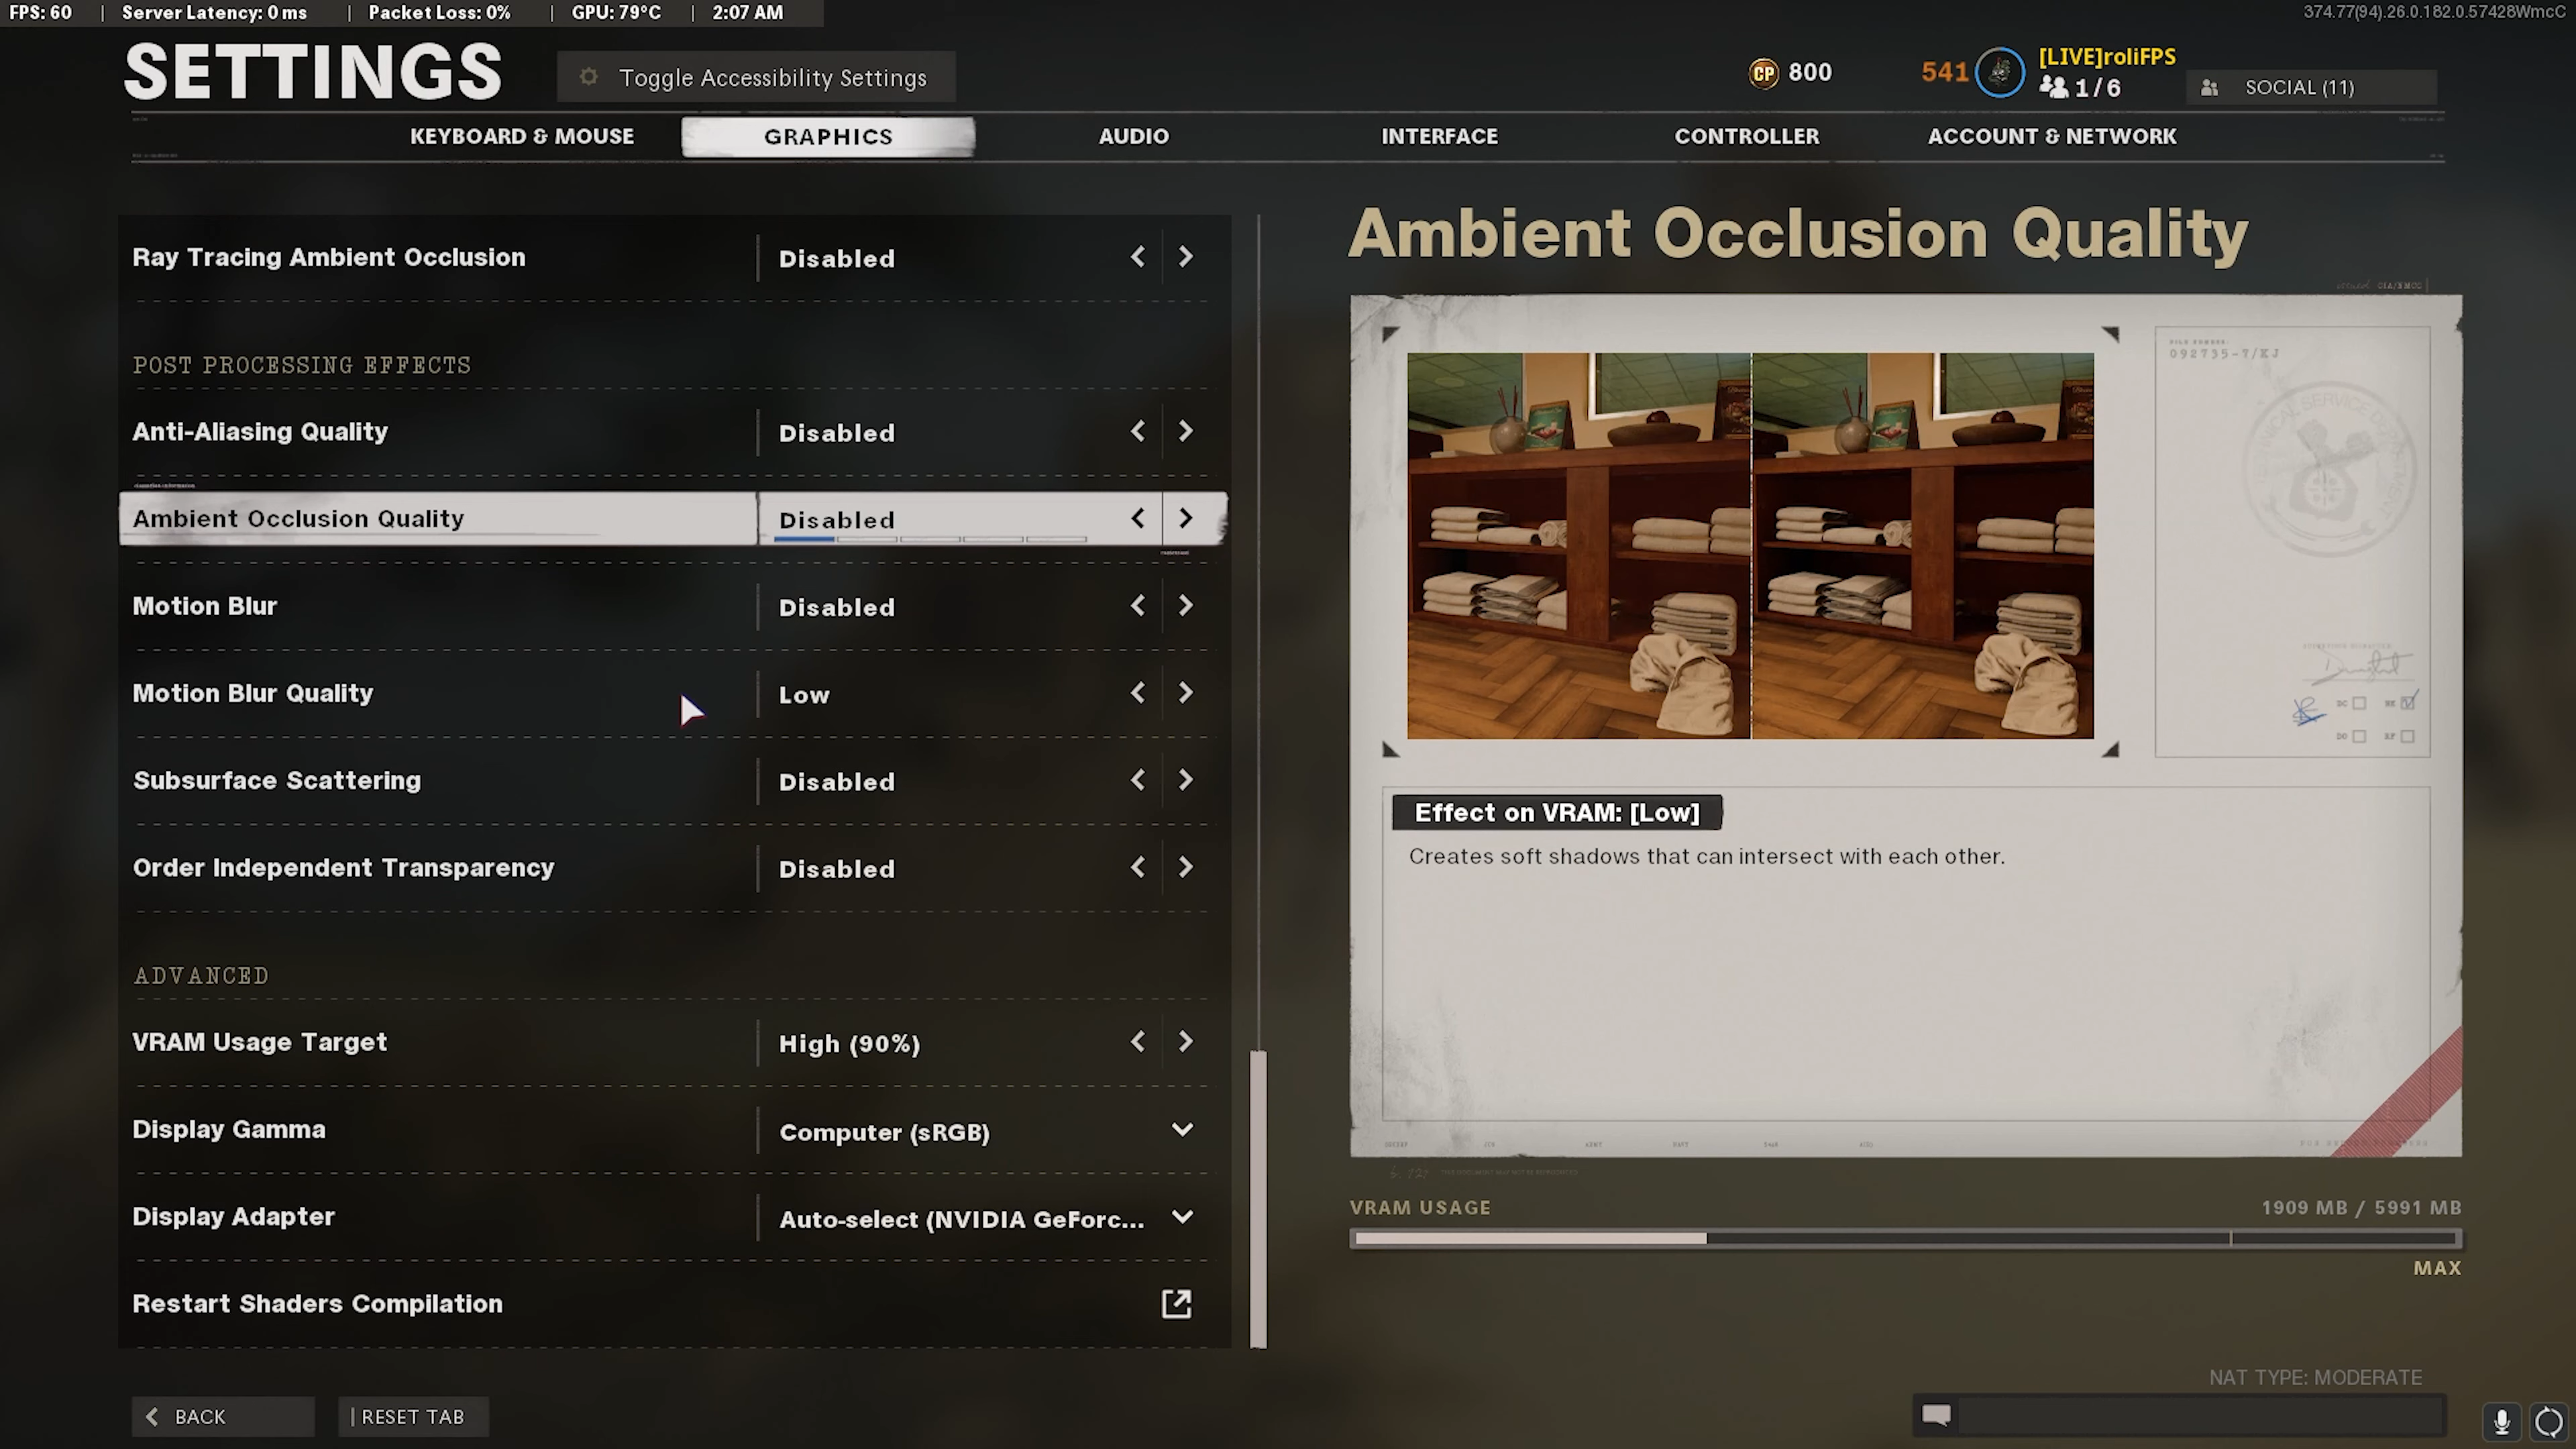 FPS: 60 | Server Latency: 0 ms | Packet Loss: 0% | GPU: 79°C | 2:07 AM
374.77(94).26.0.182.0.57428WmcC
SETTINGS
Toggle Accessibility Settings
CP 800
541
[LIVE]roliFPS
1/6
SOCIAL (11)
KEYBOARD & MOUSE
GRAPHICS
AUDIO
INTERFACE
CONTROLLER
ACCOUNT & NETWORK
Ray Tracing Ambient Occlusion Disabled
POST PROCESSING EFFECTS
Anti-Aliasing Quality Disabled
Ambient Occlusion Quality Disabled
Motion Blur Disabled
Motion Blur Quality Low
Subsurface Scattering Disabled
Order Independent Transparency Disabled
ADVANCED
VRAM Usage Target High (90%)
Display Gamma Computer (sRGB)
Display Adapter Auto-select (NVIDIA GeForc...
Restart Shaders Compilation
BACK
RESET TAB
Ambient Occlusion Quality
092735-7/KJ
Effect on VRAM: [Low]
Creates soft shadows that can intersect with each other.
VRAM USAGE
1909 MB / 5991 MB
MAX
NAT TYPE: MODERATE